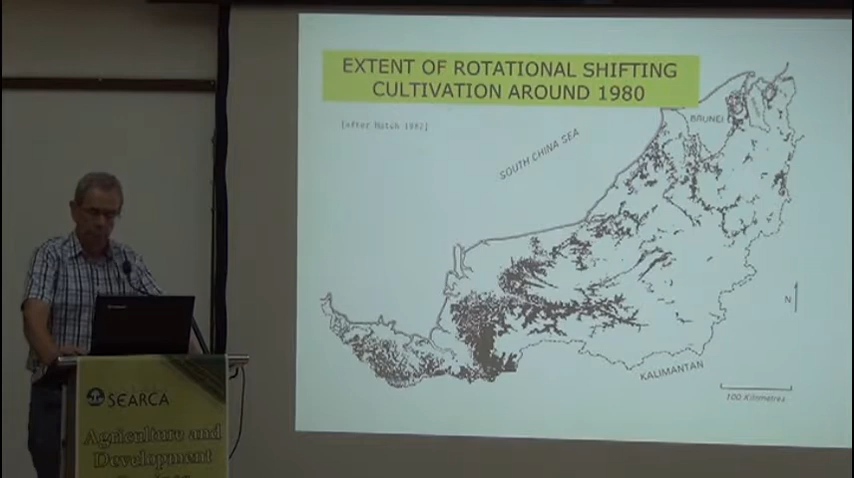 EXTENT OF ROTATIONAL SHIFTING
CULTIVATION AROUND 1980
[after Hatch 1982]
SOUTH CHINA SEA
BRUNEI
N
KALIMANTAN
100 Kilometres
SEARCA
Agriculture and
Development